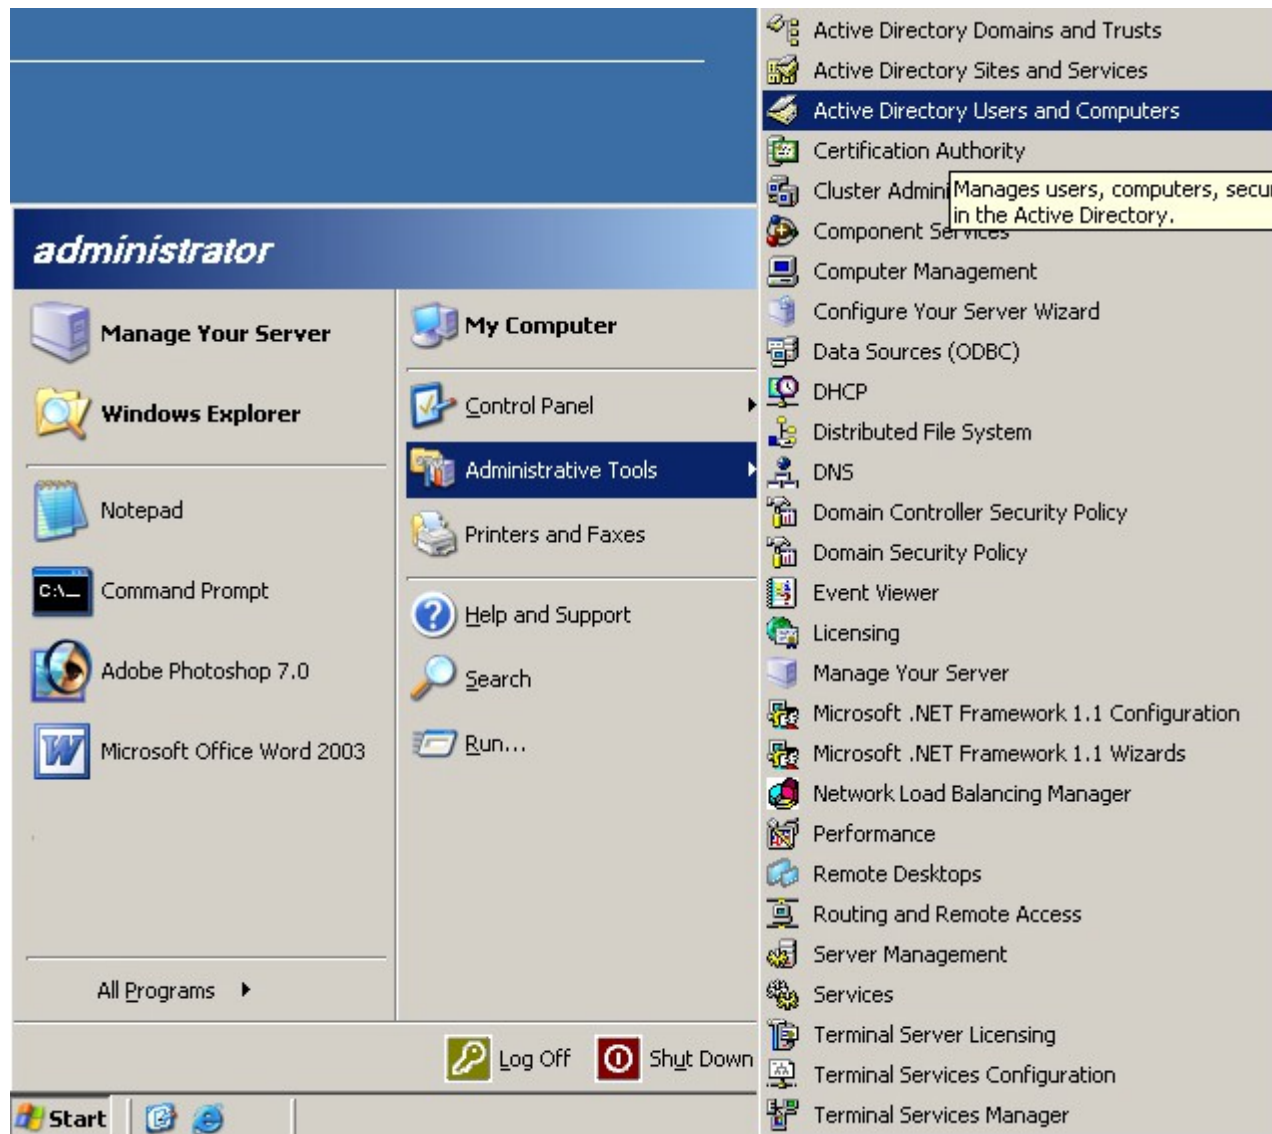 administrator
Manage Your Server
Windows Explorer
Notepad
C:\_
Command Prompt
Adobe Photoshop 7.0
W
Microsoft Office Word 2003
All Programs
My Computer
Control Panel
Administrative Tools
Printers and Faxes
Help and Support
Search
Run...
Log Off
Shut Down
Start
Active Directory Domains and Trusts
Active Directory Sites and Services
Active Directory Users and Computers
Certification Authority
Cluster Admini
Manages users, computers, secur
in the Active Directory.
Component Services
Computer Management
Configure Your Server Wizard
Data Sources (ODBC)
DHCP
Distributed File System
DNS
Domain Controller Security Policy
Domain Security Policy
Event Viewer
Licensing
Manage Your Server
Microsoft .NET Framework 1.1 Configuration
Microsoft .NET Framework 1.1 Wizards
Network Load Balancing Manager
Performance
Remote Desktops
Routing and Remote Access
Server Management
Services
Terminal Server Licensing
Terminal Services Configuration
Terminal Services Manager